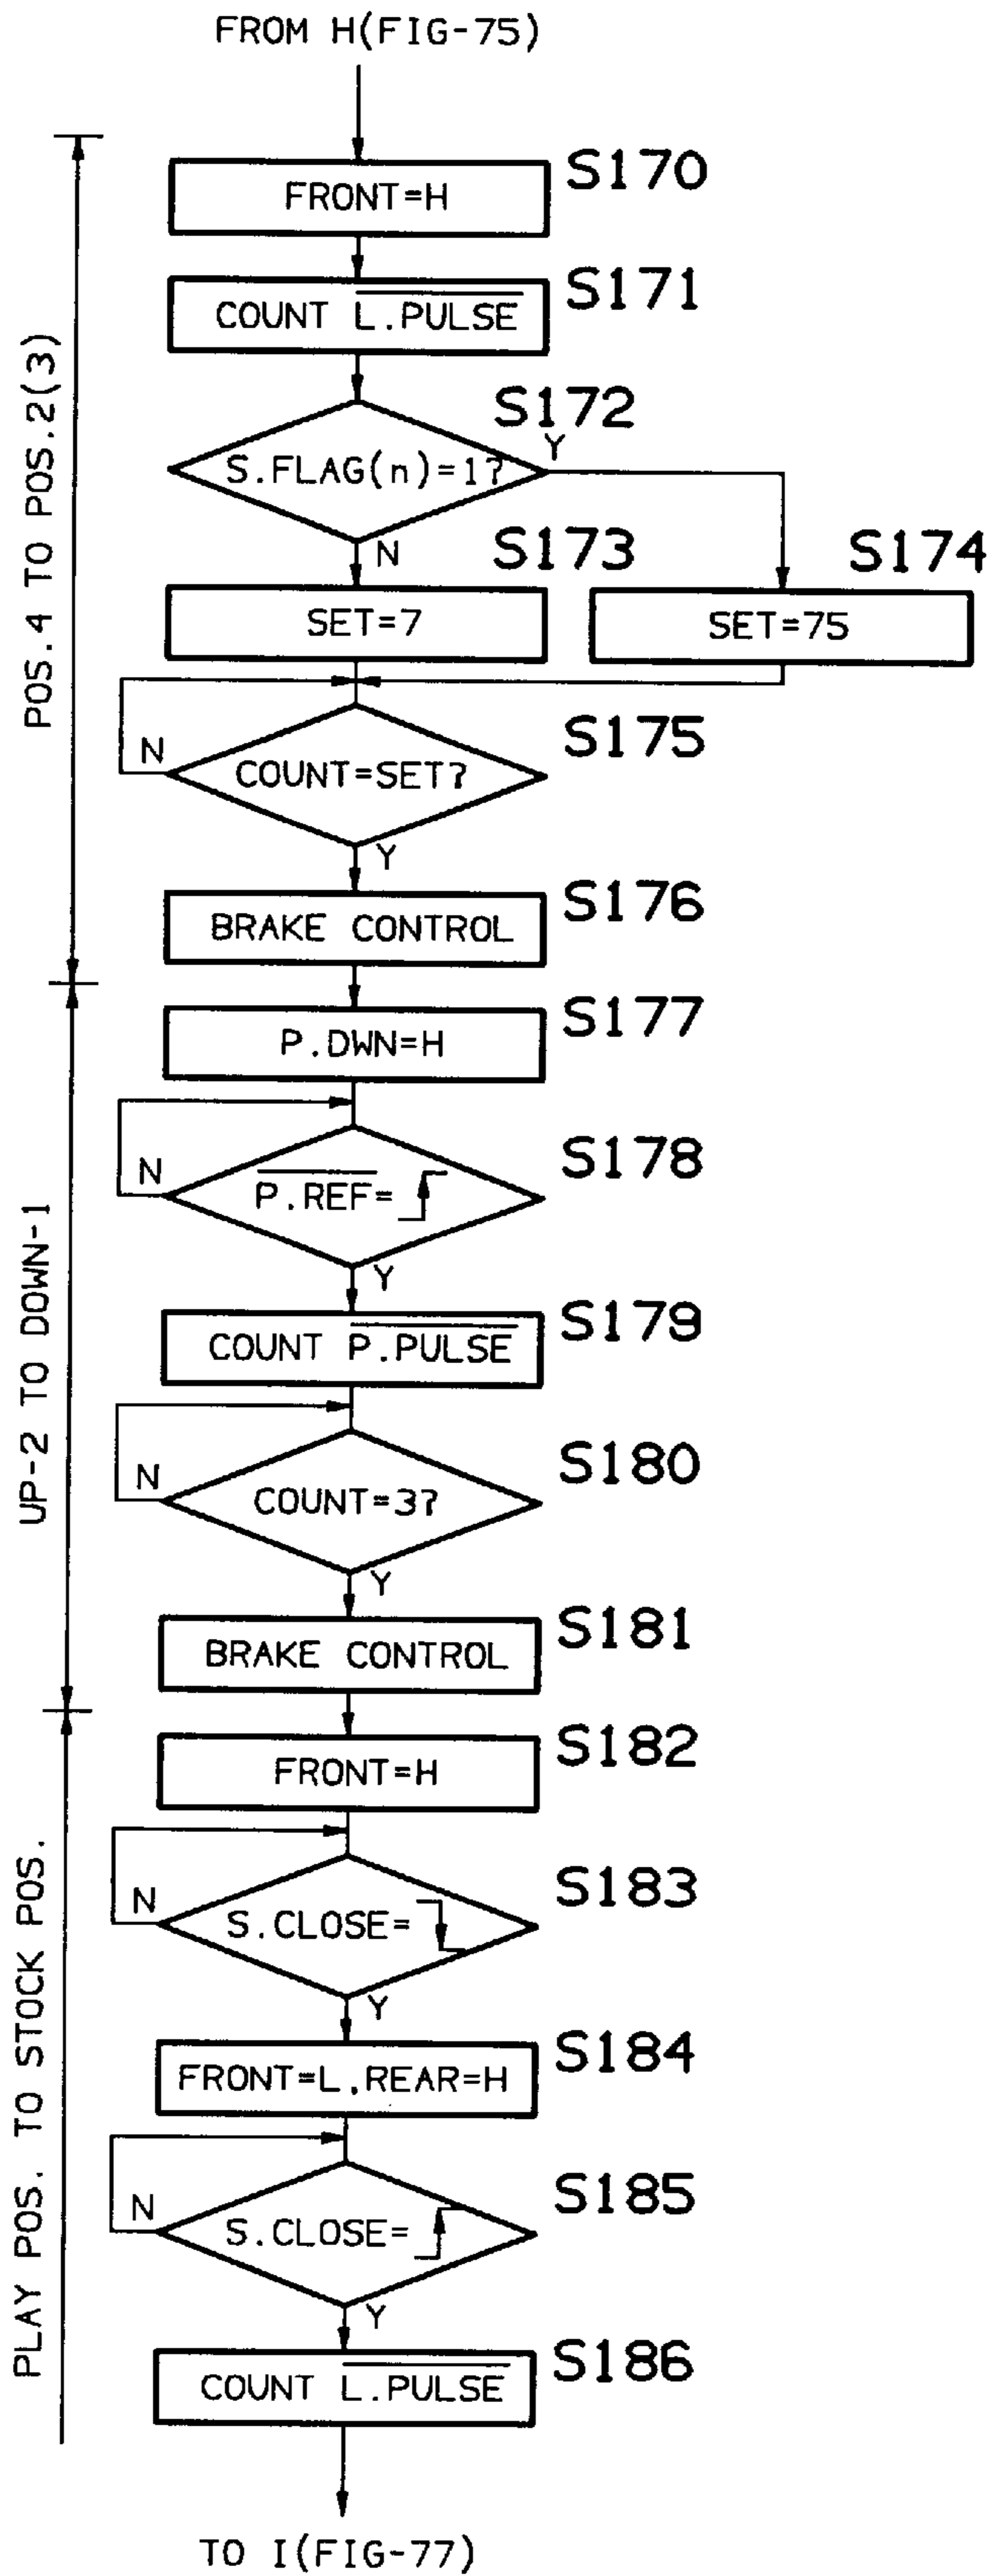 FROM H(FIG-75)
POS.4 TO POS.2(3)
FRONT=H
S170
COUNT L.PULSE
S171
S.FLAG(n)=1?
S172
Y
N
SET=7
S173
SET=75
S174
COUNT=SET?
S175
N
Y
BRAKE CONTROL
S176
UP-2 TO DOWN-1
P.DWN=H
S177
P.REF=
S178
N
Y
COUNT P.PULSE
S179
COUNT=3?
S180
N
Y
BRAKE CONTROL
S181
PLAY POS. TO STOCK POS.
FRONT=H
S182
S.CLOSE=
S183
N
Y
FRONT=L,REAR=H
S184
S.CLOSE=
S185
N
Y
COUNT L.PULSE
S186
TO I(FIG-77)